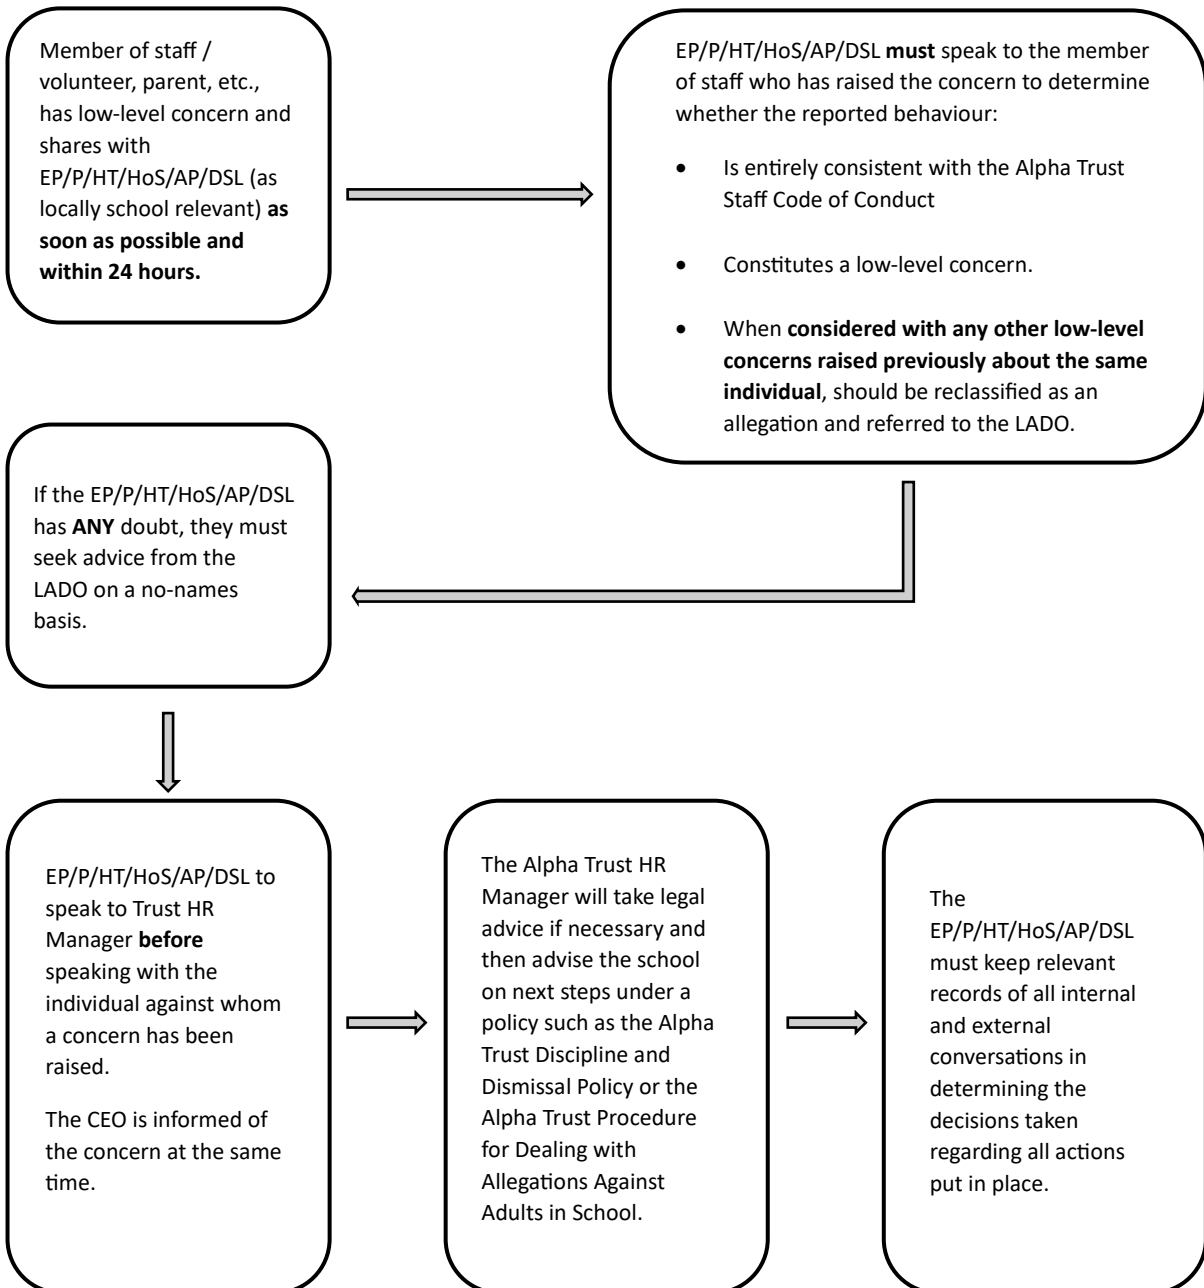 Member of staff /
volunteer, parent, etc.,
has low-level concern and
shares with
EP/P/HT/HoS/AP/DSL (as
locally school relevant) as
soon as possible and
within 24 hours.
EP/P/HT/HoS/AP/DSL must speak to the member
of staff who has raised the concern to determine
whether the reported behaviour:
• Is entirely consistent with the Alpha Trust
Staff Code of Conduct
• Constitutes a low-level concern.
• When considered with any other low-level
concerns raised previously about the same
individual, should be reclassified as an
allegation and referred to the LADO.
If the EP/P/HT/HoS/AP/DSL
has ANY doubt, they must
seek advice from the
LADO on a no-names
basis.
EP/P/HT/HoS/AP/DSL to
speak to Trust HR
Manager before
speaking with the
individual against whom
a concern has been
raised.
The CEO is informed of
the concern at the same
time.
The Alpha Trust HR
Manager will take legal
advice if necessary and
then advise the school
on next steps under a
policy such as the Alpha
Trust Discipline and
Dismissal Policy or the
Alpha Trust Procedure
for Dealing with
Allegations Against
Adults in School.
The
EP/P/HT/HoS/AP/DSL
must keep relevant
records of all internal
and external
conversations in
determining the
decisions taken
regarding all actions
put in place.